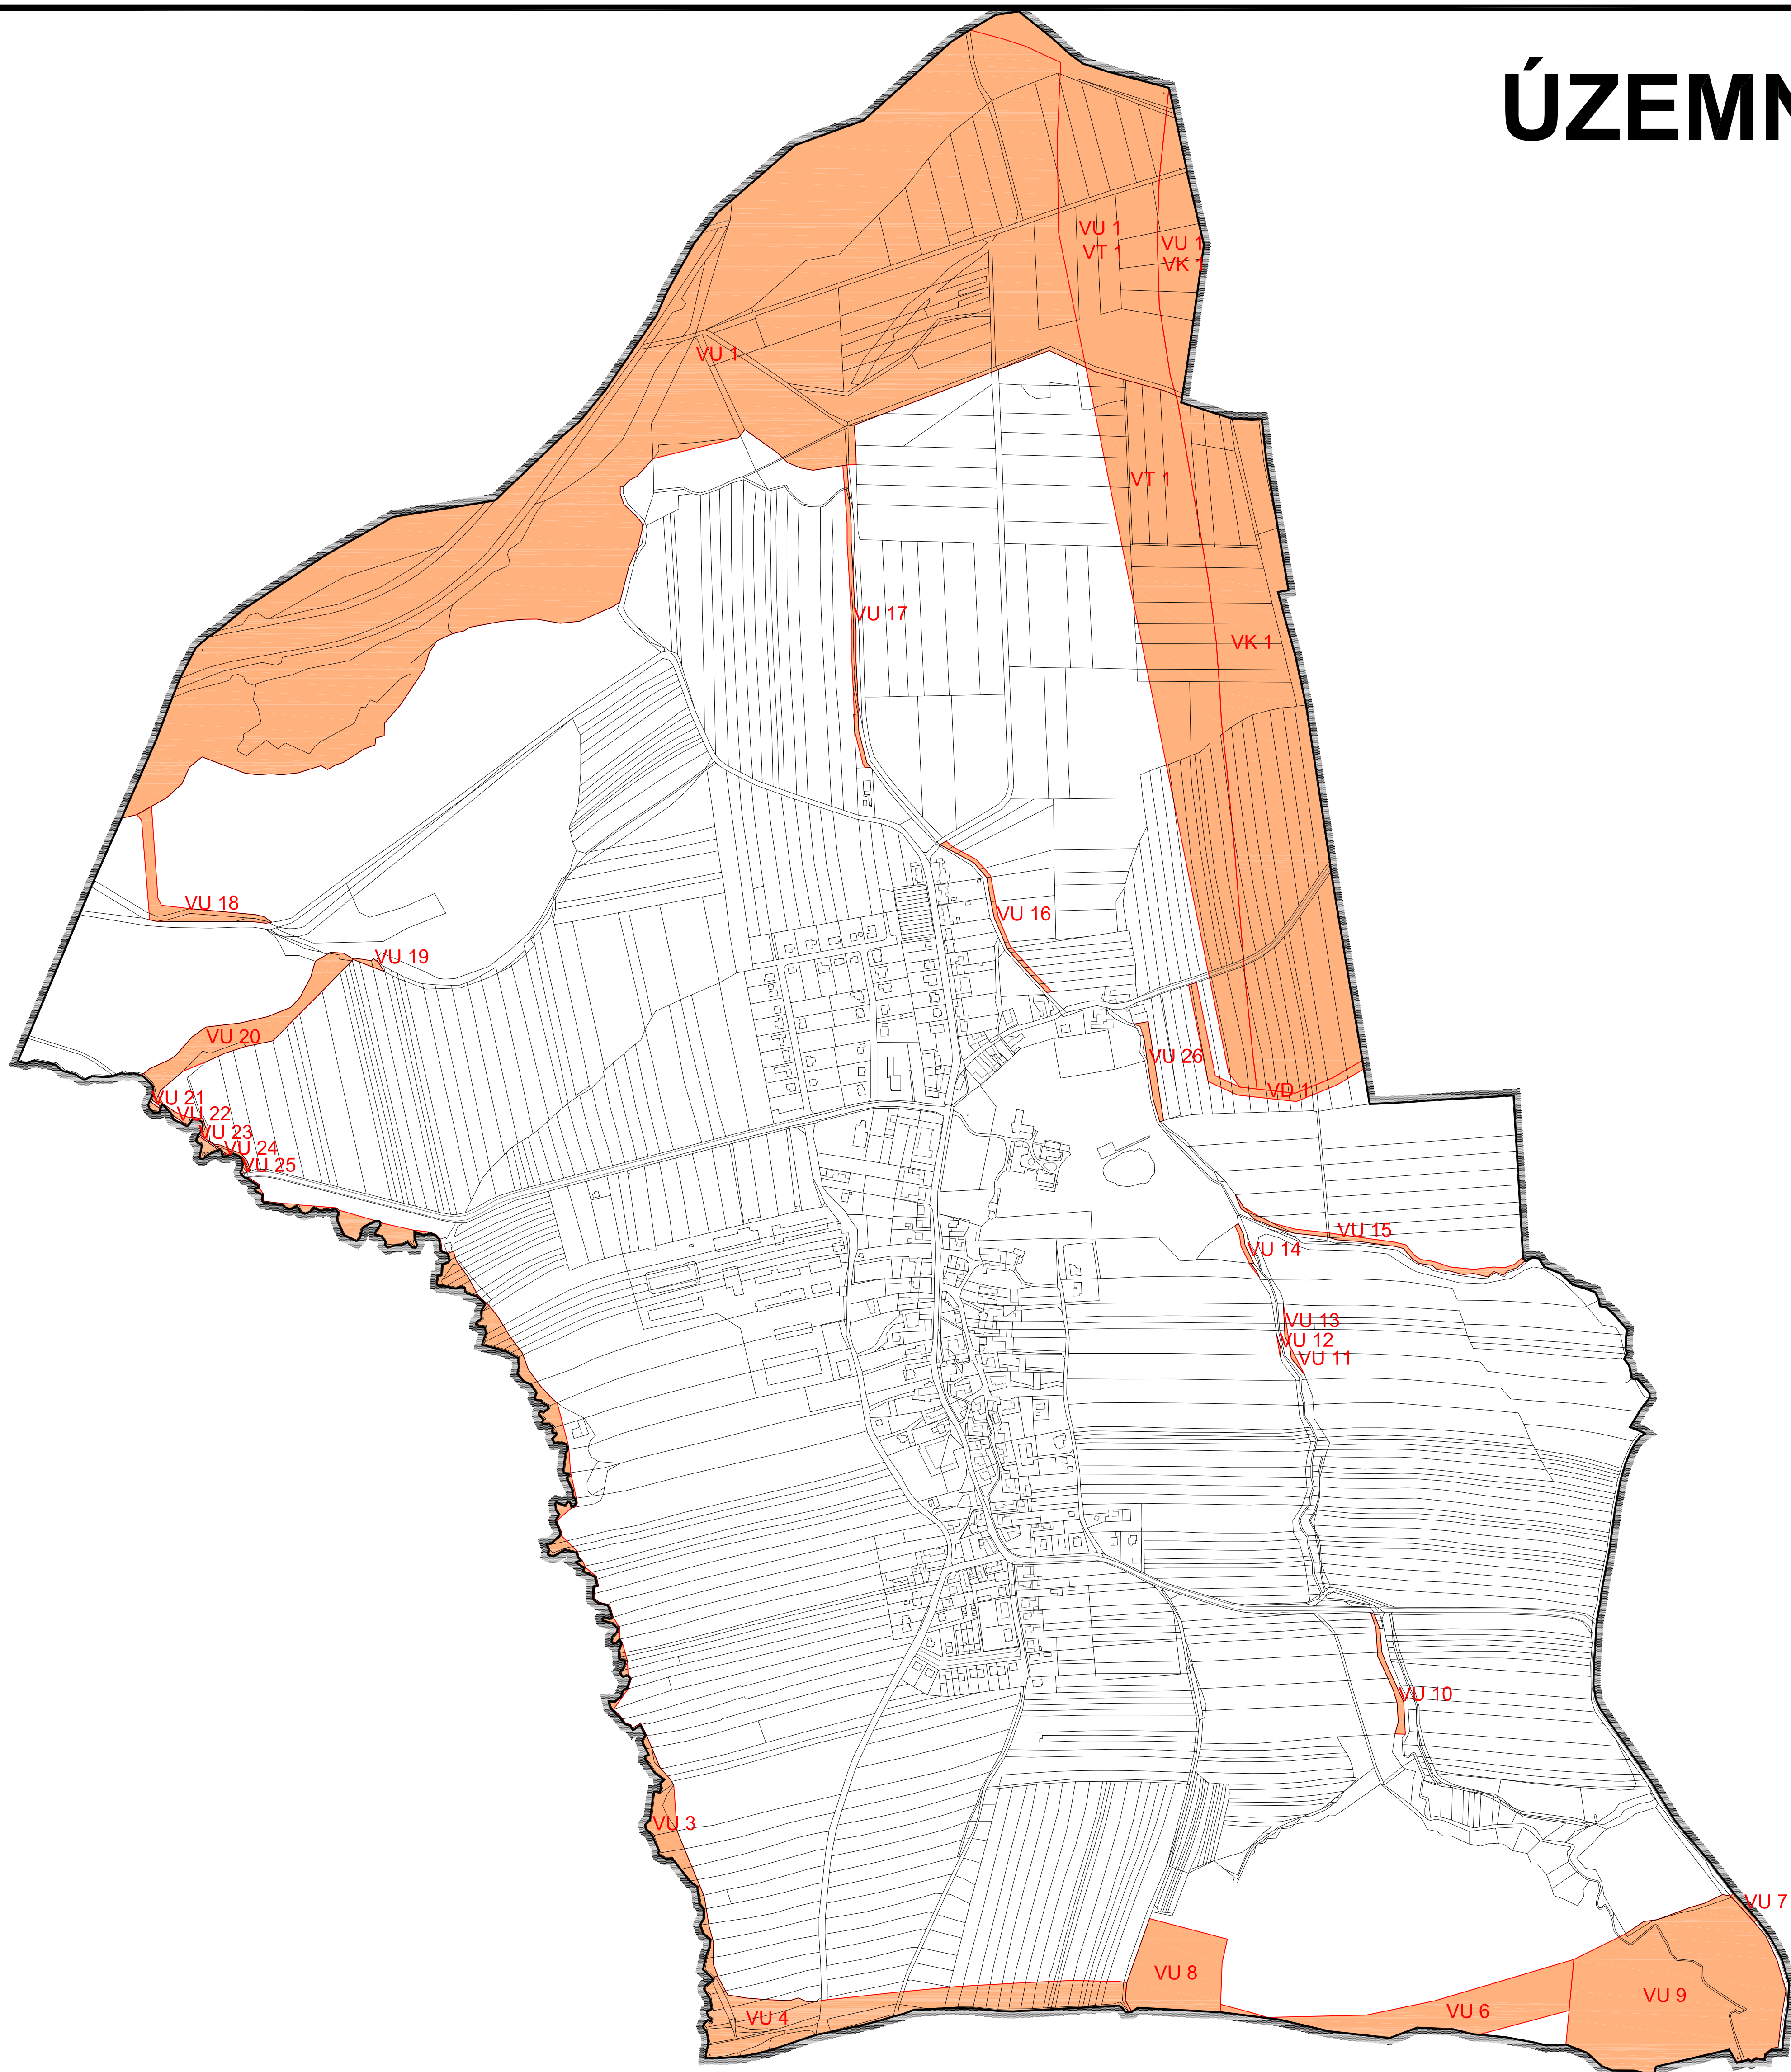 ÚZEMN
VU 1
VT 1
VU 1
VK 1
VU 1
VT 1
VU 17
VK 1
VU 18
VU 16
VU 19
VU 20
VU 26
VD 1
VU 21
VU 22
VU 23
VU 24
VU 25
VU 15
VU 14
VU 13
VU 12
VU 11
VU 10
VU 3
VU 7
VU 8
VU 9
VU 6
VU 4